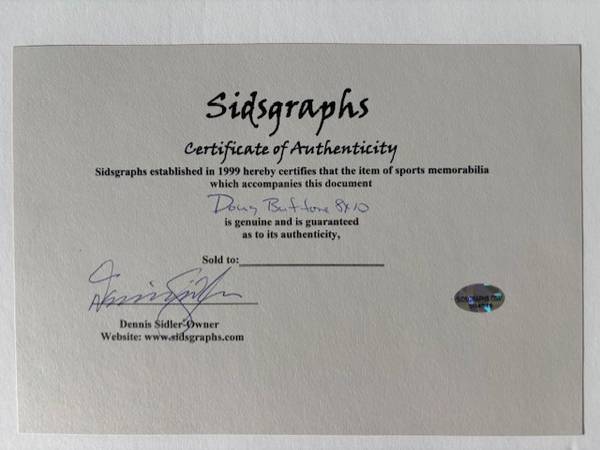 Sidsgraphs
Certificate of Authenticity
Sidsgraphs established in 1999 hereby certifies that the item of sports memorabilia
which accompanies this document
Doug 8x10
is genuine and is guaranteed
as to its authenticity,
Sold to:
Dennis Sidler-Owner
Website: www.sidsgraphs.com
SIDSGRAPHS.COM